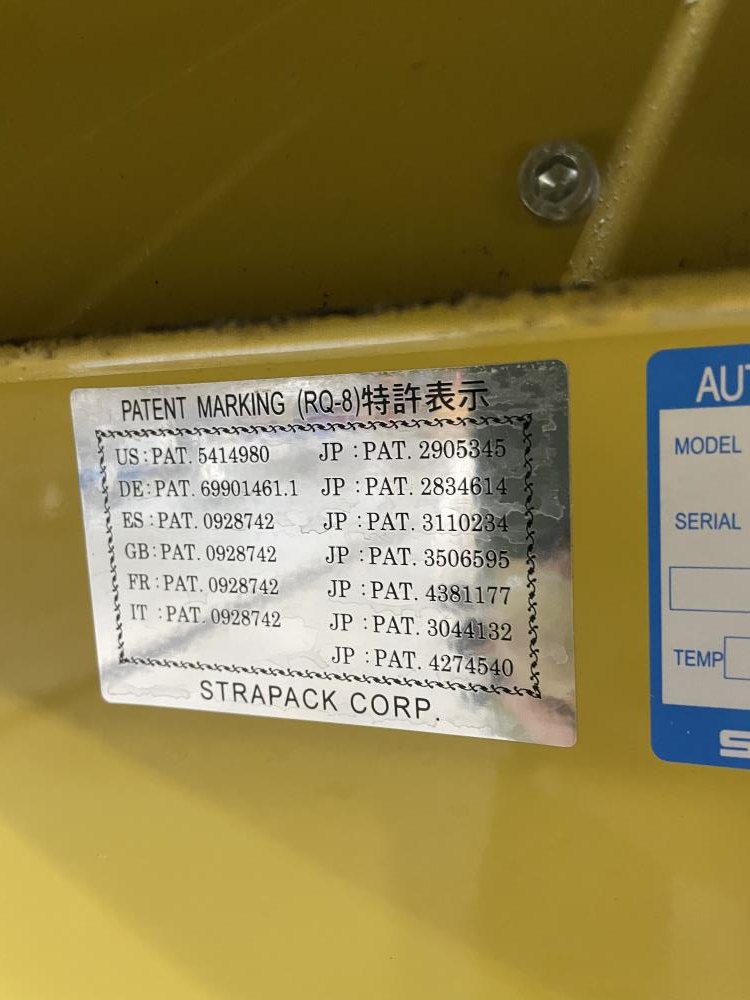 PATENT MARKING (RQ-8)特許表示
US:PAT. 5414980 JP :PAT. 2905345
DE:PAT. 69901461.1 JP :PAT. 2834614
ES :PAT. 0928742 JP :PAT. 3110234
GB:PAT. 0928742 JP :PAT. 3506595
FR :PAT. 0928742 JP :PAT. 4381177
IT :PAT. 0928742 JP :PAT. 3044132
JP :PAT. 4274540
STRAPACK CORP.
MODEL
SERIAL
TEMP